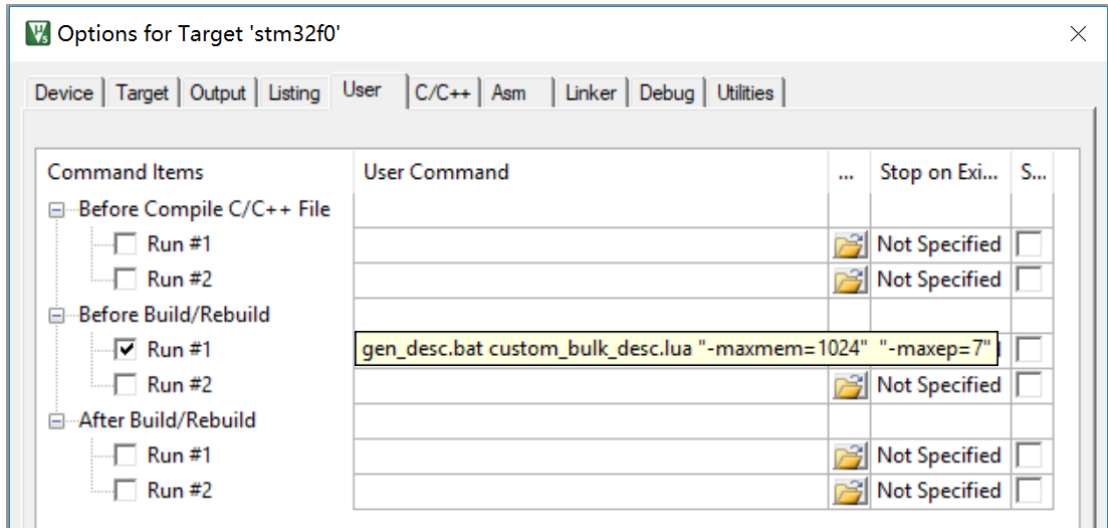 Options for Target 'stm32f0'
Device Target Output Listing User C/C++ Asm Linker Debug Utilities
Command Items User Command ... Stop on Exi... S...
Before Compile C/C++ File
Run #1 Not Specified
Run #2 Not Specified
Before Build/Rebuild
Run #1 gen_desc.bat custom_bulk_desc.lua "-maxmem=1024" "-maxep=7"
Run #2 Not Specified
After Build/Rebuild
Run #1 Not Specified
Run #2 Not Specified